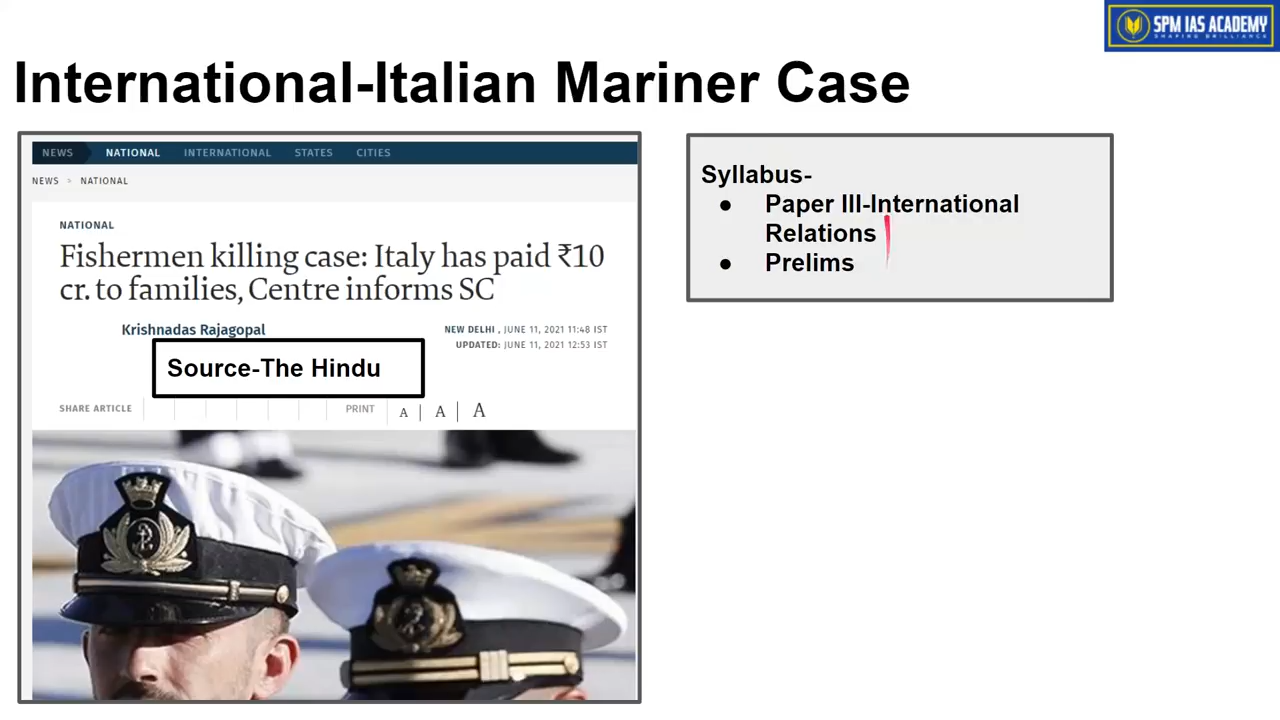 SPM IAS ACADEMY
SHAPING BRILLIANCE
International-Italian Mariner Case
NEWS NATIONAL INTERNATIONAL STATES CITIES
NEWS > NATIONAL
NATIONAL
Fishermen killing case: Italy has paid ₹10
cr. to families, Centre informs SC
Krishnadas Rajagopal
NEW DELHI , JUNE 11, 2021 11:48 IST
UPDATED: JUNE 11, 2021 12:53 IST
Source-The Hindu
SHARE ARTICLE PRINT A | A | A
Syllabus-
● Paper III-International
Relations
● Prelims